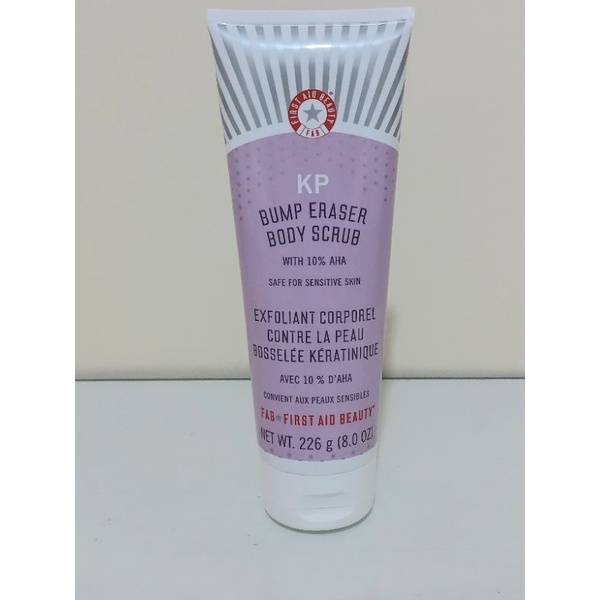 FIRST AID BEAUTY
FAB
KP
BUMP ERASER
BODY SCRUB
WITH 10% AHA
SAFE FOR SENSITIVE SKIN
EXFOLIANT CORPOREL
CONTRE LA PEAU
BOSSELÉE KÉRATINIQUE
AVEC 10 % D'AHA
CONVIENT AUX PEAUX SENSIBLES
FAB FIRST AID BEAUTY™
NET WT. 226 g (8.0 OZ)